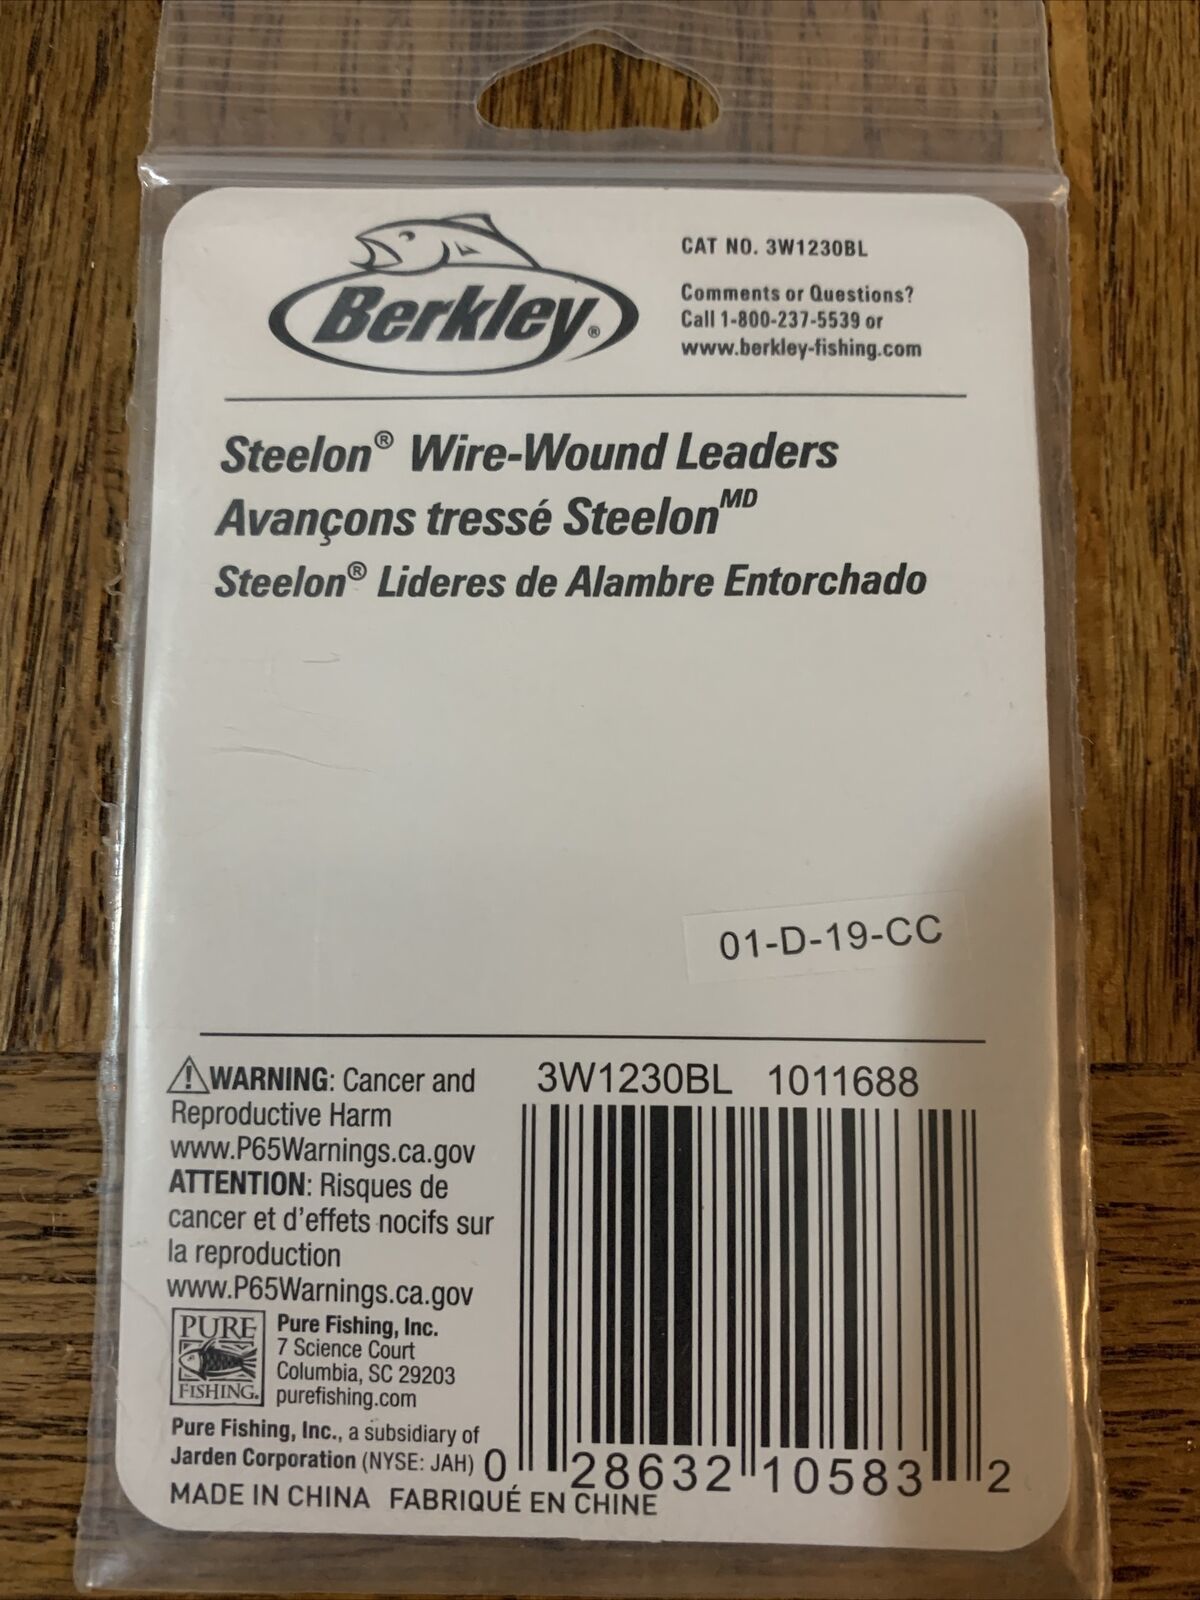 Berkley®
CAT NO. 3W1230BL
Comments or Questions?
Call 1-800-237-5539 or
www.berkley-fishing.com
Steelon® Wire-Wound Leaders
Avançons tressé Steelon MD
Steelon® Lideres de Alambre Entorchado
01-D-19-CC
⚠WARNING: Cancer and
Reproductive Harm
www.P65Warnings.ca.gov
ATTENTION: Risques de
cancer et d'effets nocifs sur
la reproduction
www.P65Warnings.ca.gov
PURE
FISHING.
Pure Fishing, Inc.
7 Science Court
Columbia, SC 29203
purefishing.com
Pure Fishing, Inc., a subsidiary of
Jarden Corporation (NYSE: JAH)
MADE IN CHINA FABRIQUÉ EN CHINE
3W1230BL 1011688
0 28632 10583 2